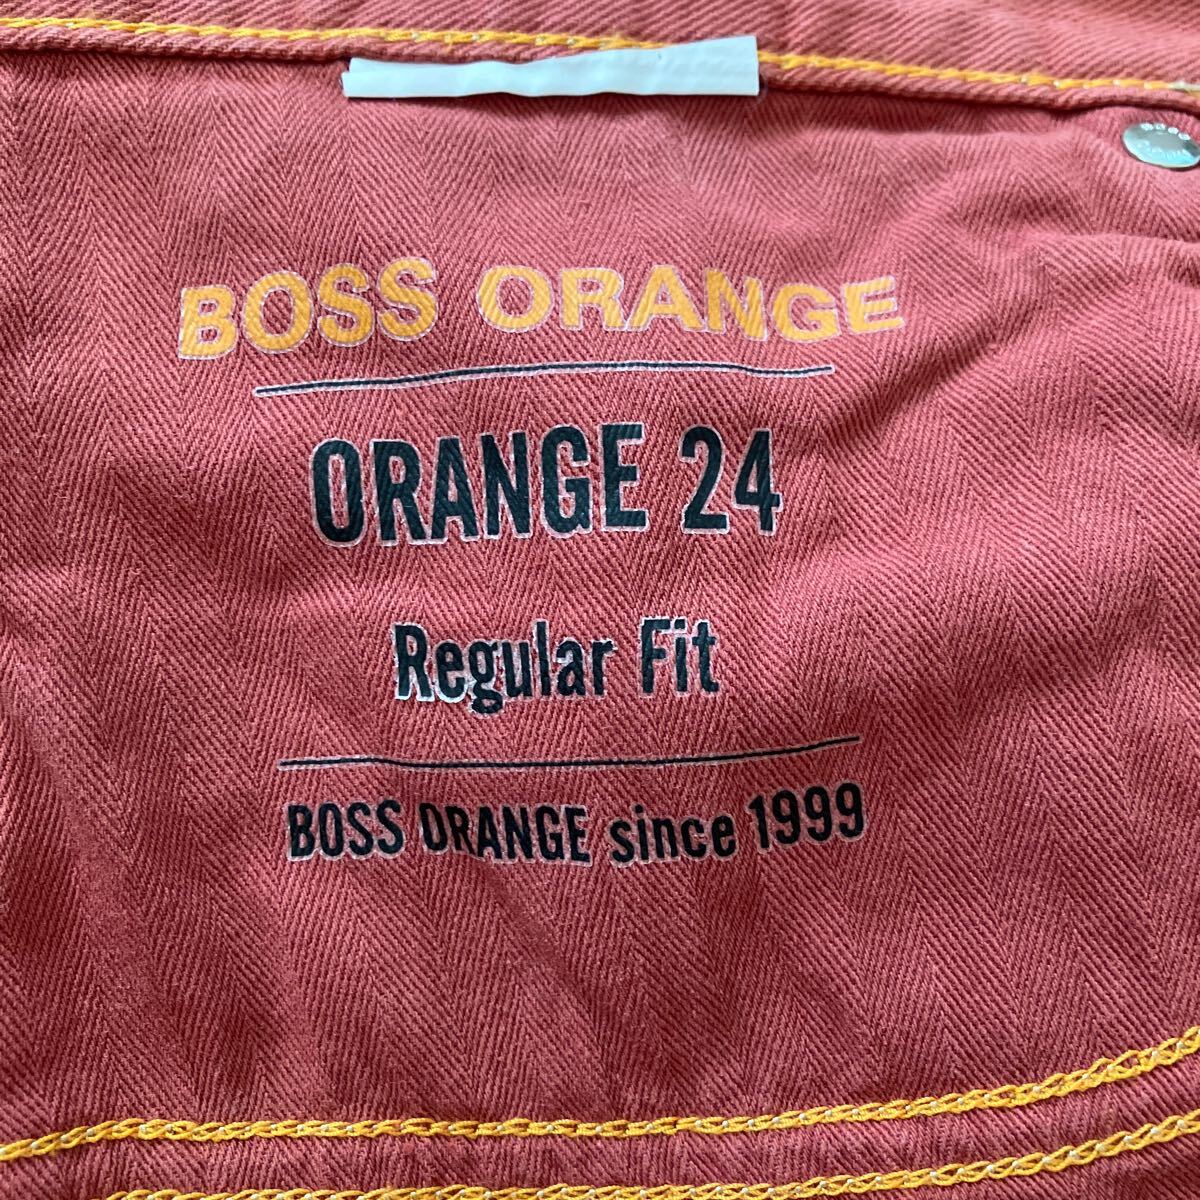 BOSS ORANGE
ORANGE 24
Regular Fit
BOSS ORANGE since 1999